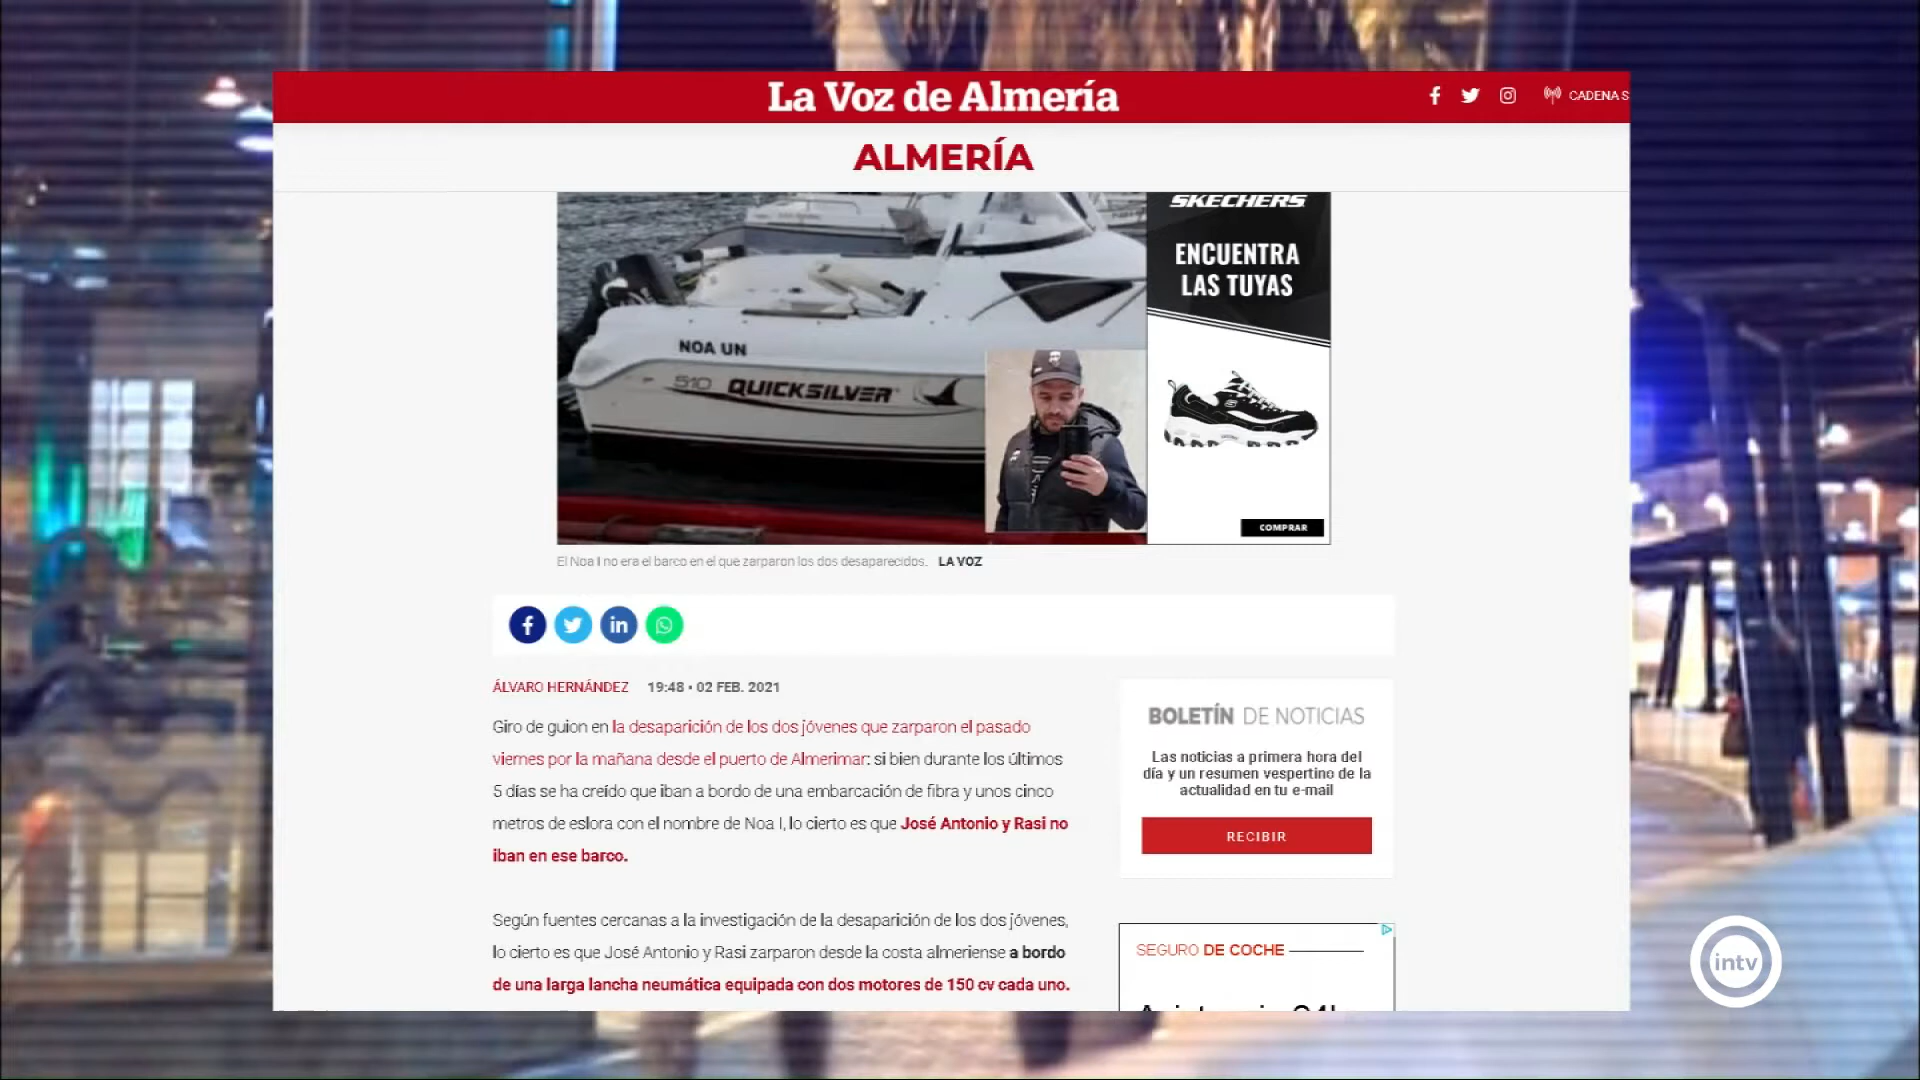 La Voz de Almería
CADENA S
ALMERÍA
NOA UN
510 QUICKSILVER
SKECHERS
ENCUENTRA
LAS TUYAS
COMPRAR
El Noa I no era el barco en el que zarparon los dos desaparecidos. LA VOZ
ÁLVARO HERNÁNDEZ 19:48 • 02 FEB. 2021
Giro de guion en la desaparición de los dos jóvenes que zarparon el pasado
viernes por la mañana desde el puerto de Almerimar: si bien durante los últimos
5 días se ha creído que iban a bordo de una embarcación de fibra y unos cinco
metros de eslora con el nombre de Noa I, lo cierto es que José Antonio y Rasi no
iban en ese barco.
Según fuentes cercanas a la investigación de la desaparición de los dos jóvenes,
lo cierto es que José Antonio y Rasi zarparon desde la costa almeriense a bordo
de una larga lancha neumática equipada con dos motores de 150 cv cada uno.
BOLETÍN DE NOTICIAS
Las noticias a primera hora del
día y un resumen vespertino de la
actualidad en tu e-mail
RECIBIR
SEGURO DE COCHE
intv